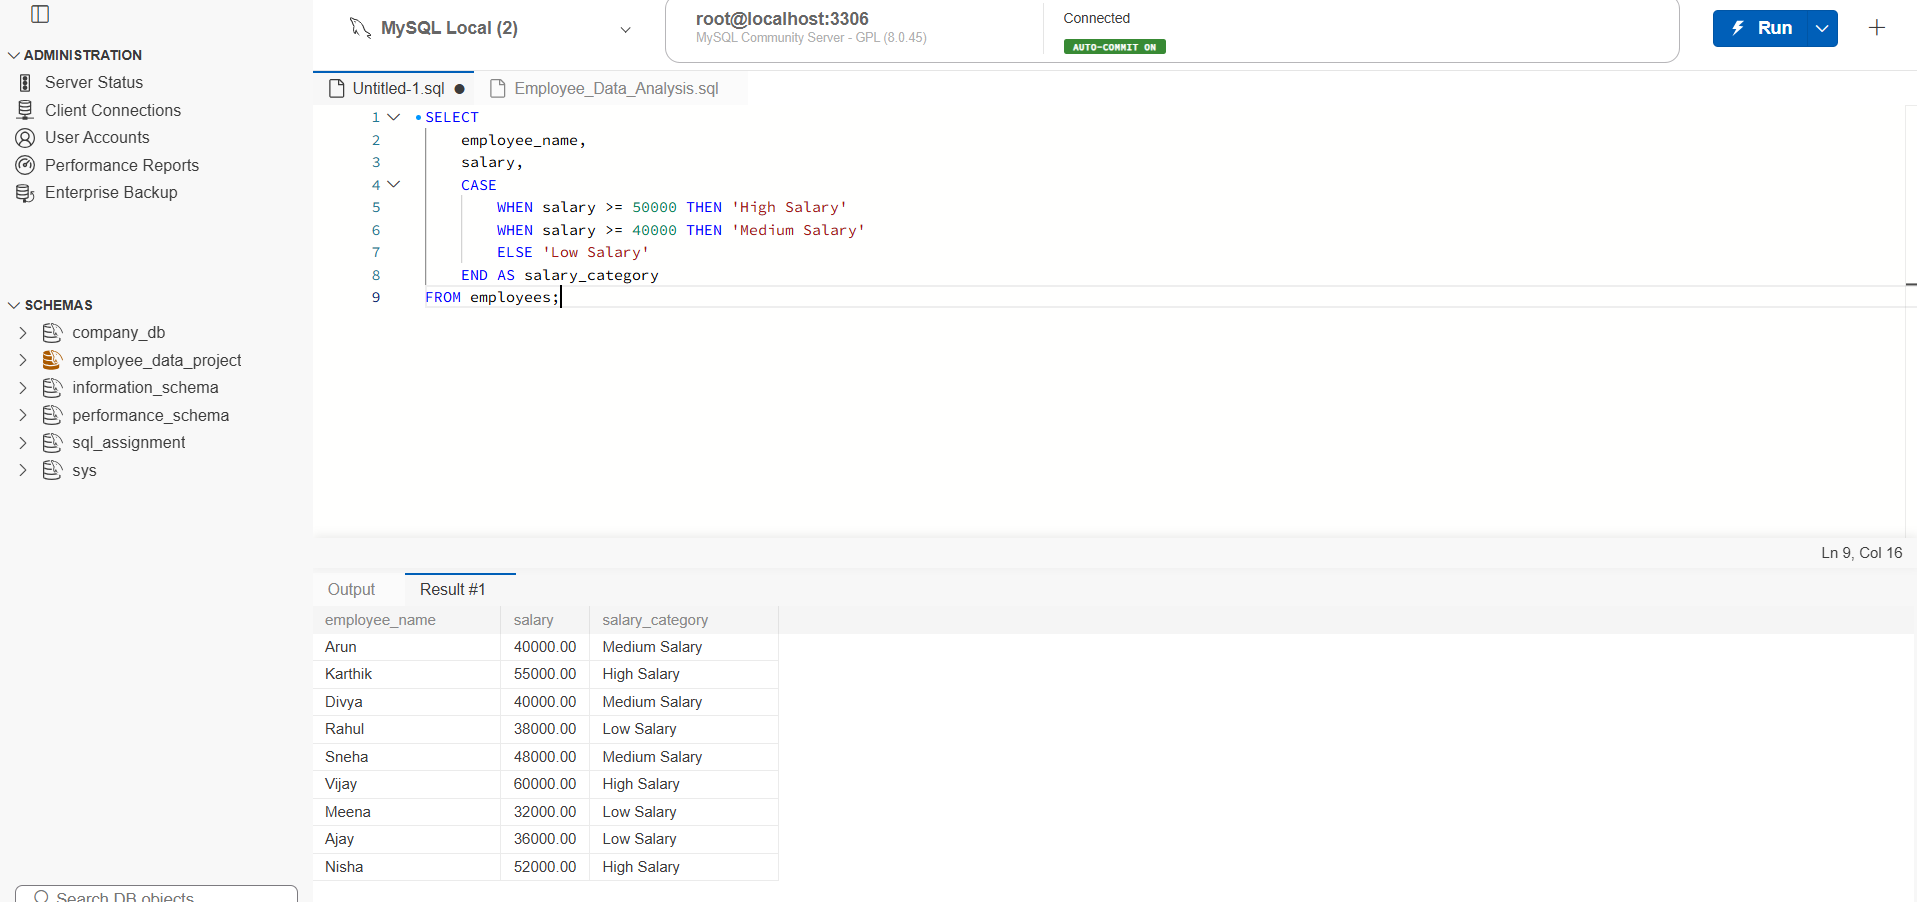 ADMINISTRATION
Server Status
Client Connections
User Accounts
Performance Reports
Enterprise Backup
SCHEMAS
company_db
employee_data_project
information_schema
performance_schema
sql_assignment
sys
Search DB objects
MySQL Local (2)
root@localhost:3306
MySQL Community Server - GPL (8.0.45)
Connected
AUTO-COMMIT ON
Run
Untitled-1.sql
Employee_Data_Analysis.sql
1 SELECT
2 employee_name,
3 salary,
4 CASE
5 WHEN salary >= 50000 THEN 'High Salary'
6 WHEN salary >= 40000 THEN 'Medium Salary'
7 ELSE 'Low Salary'
8 END AS salary_category
9 FROM employees;
Ln 9, Col 16
Output Result #1
employee_name salary salary_category
Arun 40000.00 Medium Salary
Karthik 55000.00 High Salary
Divya 40000.00 Medium Salary
Rahul 38000.00 Low Salary
Sneha 48000.00 Medium Salary
Vijay 60000.00 High Salary
Meena 32000.00 Low Salary
Ajay 36000.00 Low Salary
Nisha 52000.00 High Salary